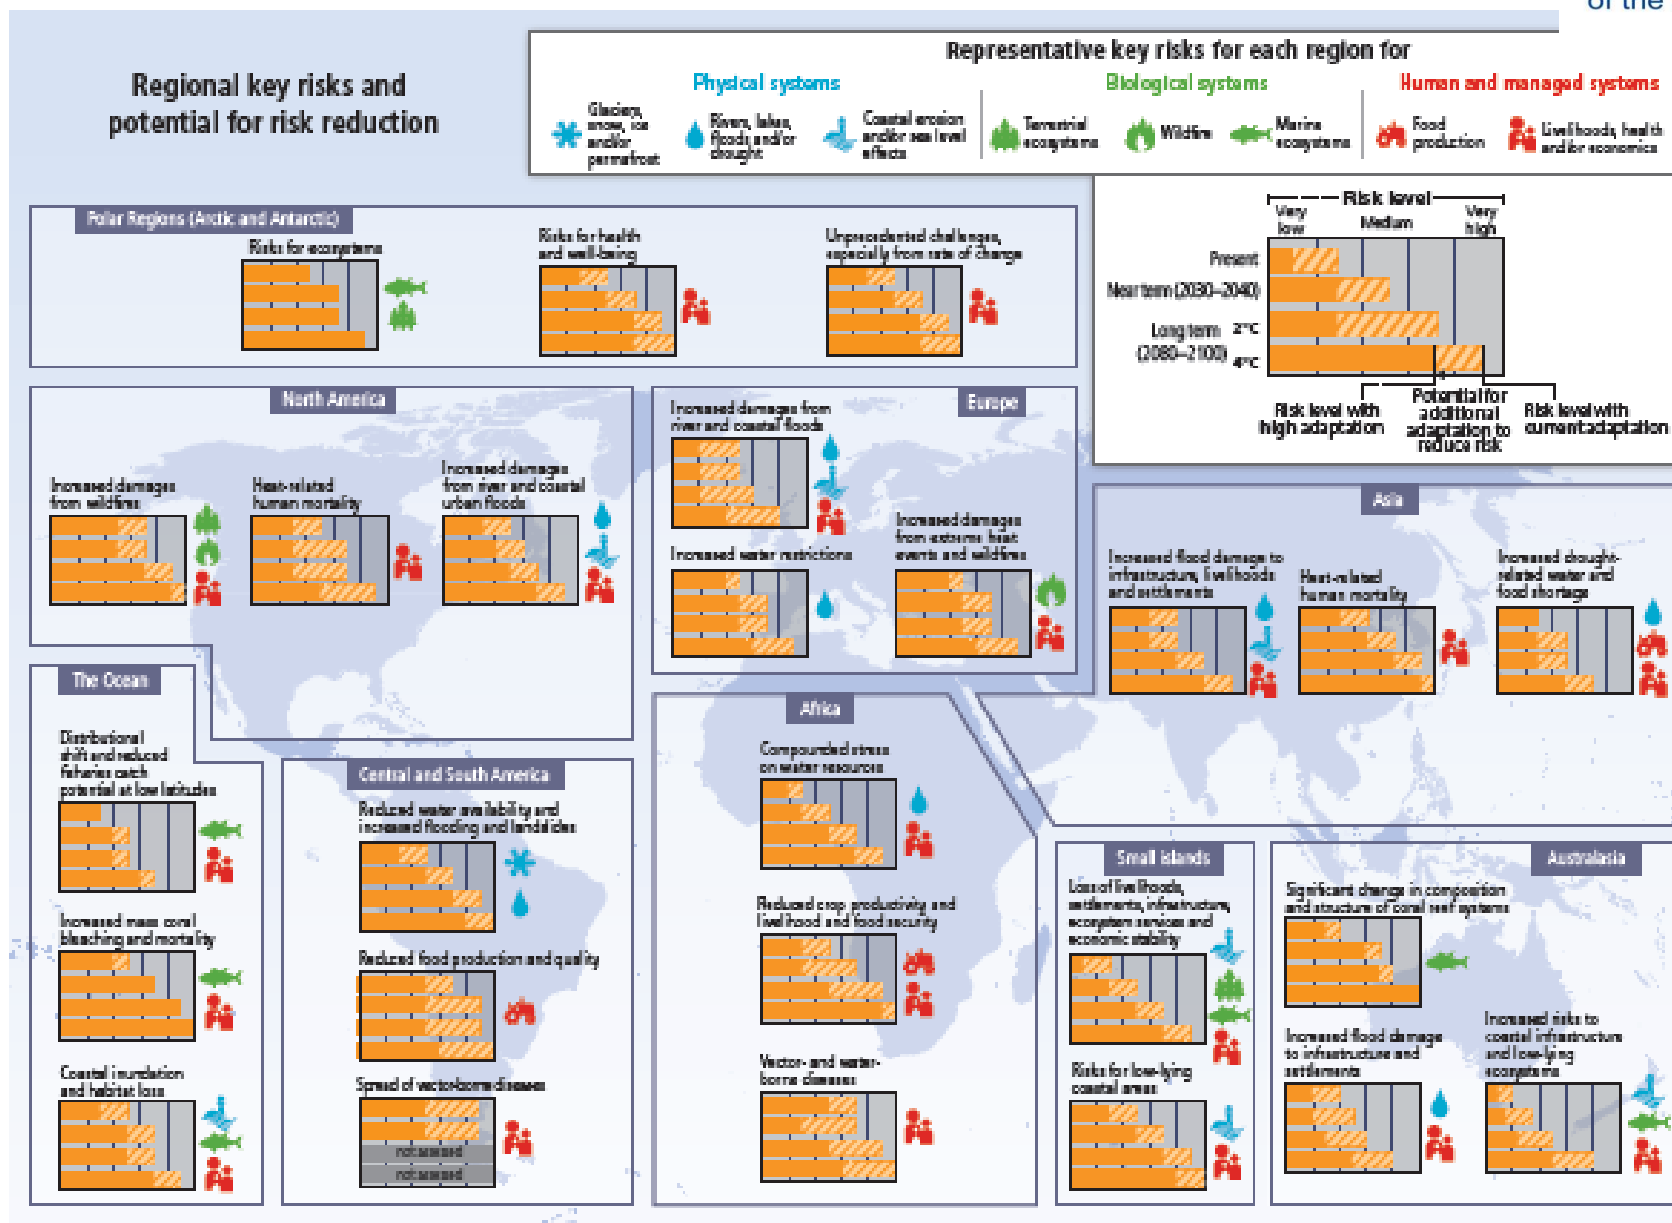 of the
Regional key risks and
potential for risk reduction
Representative key risks for each region for
Physical systems
Glaciers,
snow, ice
and/or
permafrost
Rivers, lakes,
floods and/or
drought
Coastal erosion
and/or sea level
effects
Biological systems
Terrestrial
ecosystems
Wildfire
Marine
ecosystems
Human and managed systems
Food
production
Livelihoods, health
and/or economics
Risk level
Very
low
Medium
Very
high
Present
Near term (2030–2040)
Long term
(2080–2100)
2°C
4°C
Risk level with
high adaptation
Potential for
additional
adaptation to
reduce risk
Risk level with
current adaptation
Polar Regions (Arctic and Antarctic)
Risks for ecosystems
Risks for health
and well-being
Unprecedented challenges,
especially from rate of change
North America
Increased damages
from wildfires
Heat-related
human mortality
Increased damages
from river and coastal
urban floods
Europe
Increased damages from
river and coastal floods
Increased water restrictions
Increased damages
from extreme heat
events and wildfires
Asia
Increased flood damage to
infrastructure, livelihoods
and settlements
Heat-related
human mortality
Increased drought-
related water and
food shortage
The Ocean
Distributional
shift and reduced
fisheries catch
potential at low latitudes
Increased mass coral
bleaching and mortality
Coastal inundation
and habitat loss
Central and South America
Reduced water availability and
increased flooding and landslides
Reduced food production and quality
Spread of vector-borne diseases
not assessed
not assessed
Africa
Compounded stress
on water resources
Reduced crop productivity and
livelihood and food security
Vector- and water-
borne diseases
Small islands
Loss of livelihoods,
settlements, infrastructure,
ecosystem services and
economic stability
Risks for low-lying
coastal areas
Australasia
Significant change in composition
and structure of coral reef systems
Increased flood damage
to infrastructure and
settlements
Increased risks to
coastal infrastructure
and low-lying
ecosystems